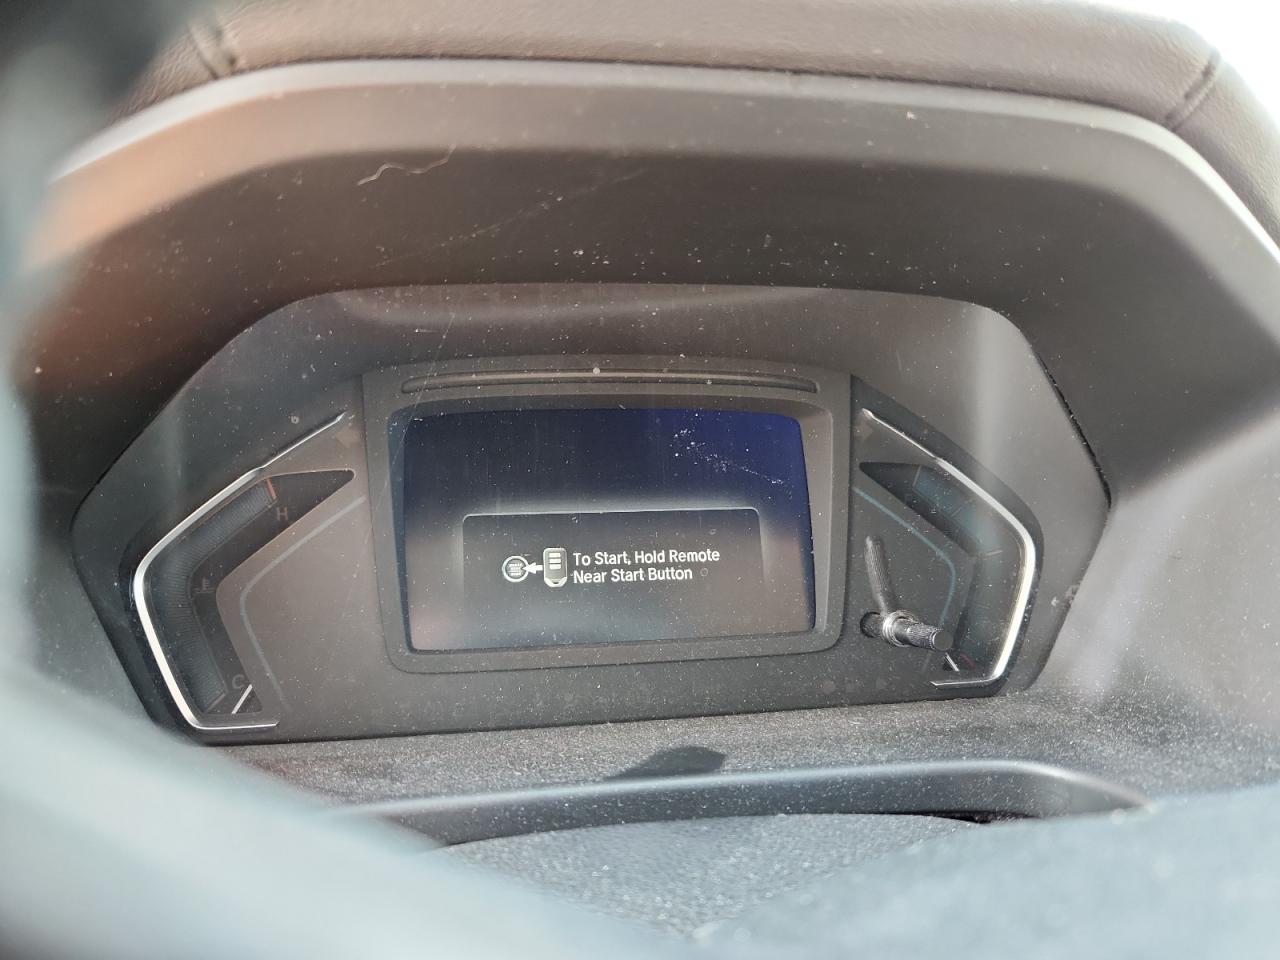 To Start, Hold Remote
Near Start Button
H
C